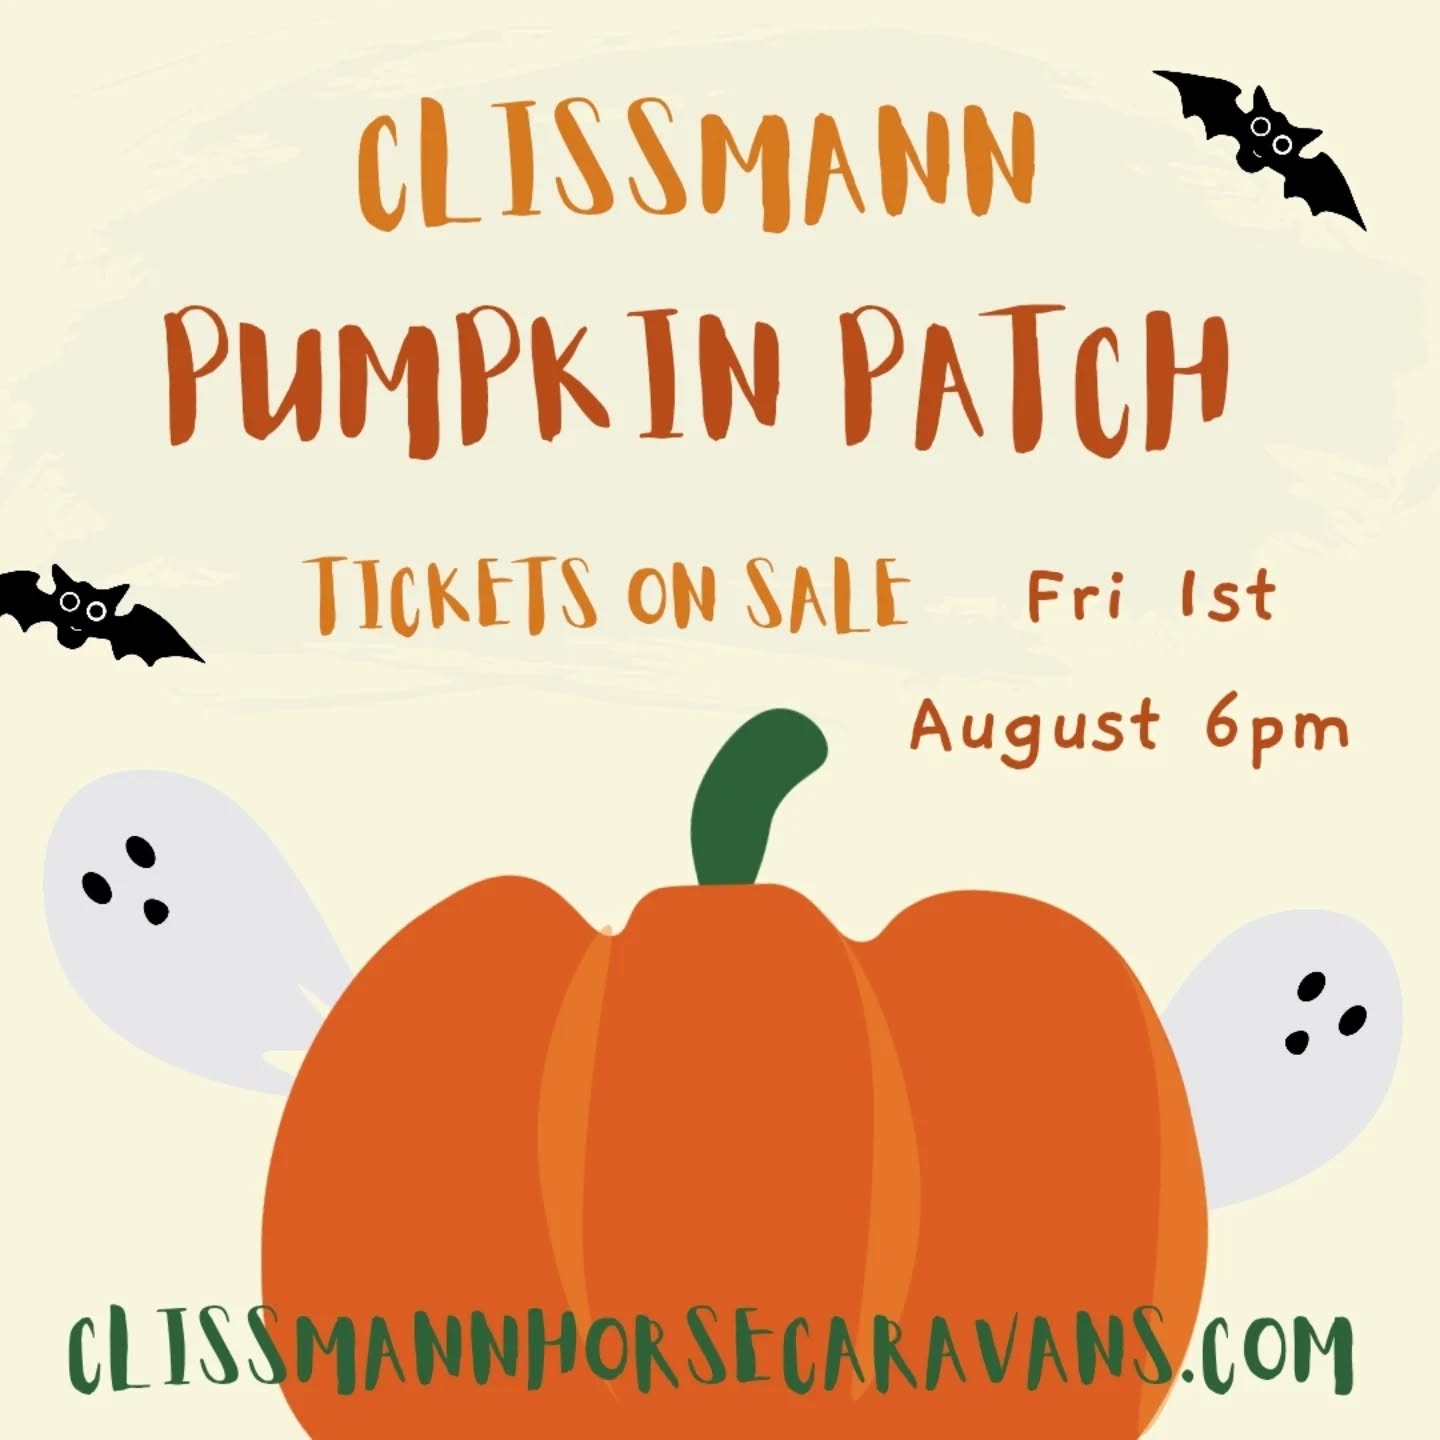 CLISSMANN
PUMPKIN PATCH
TICKETS ON SALE Fri 1st
August 6pm
CLISSMANNHORSECARAVANS.COM